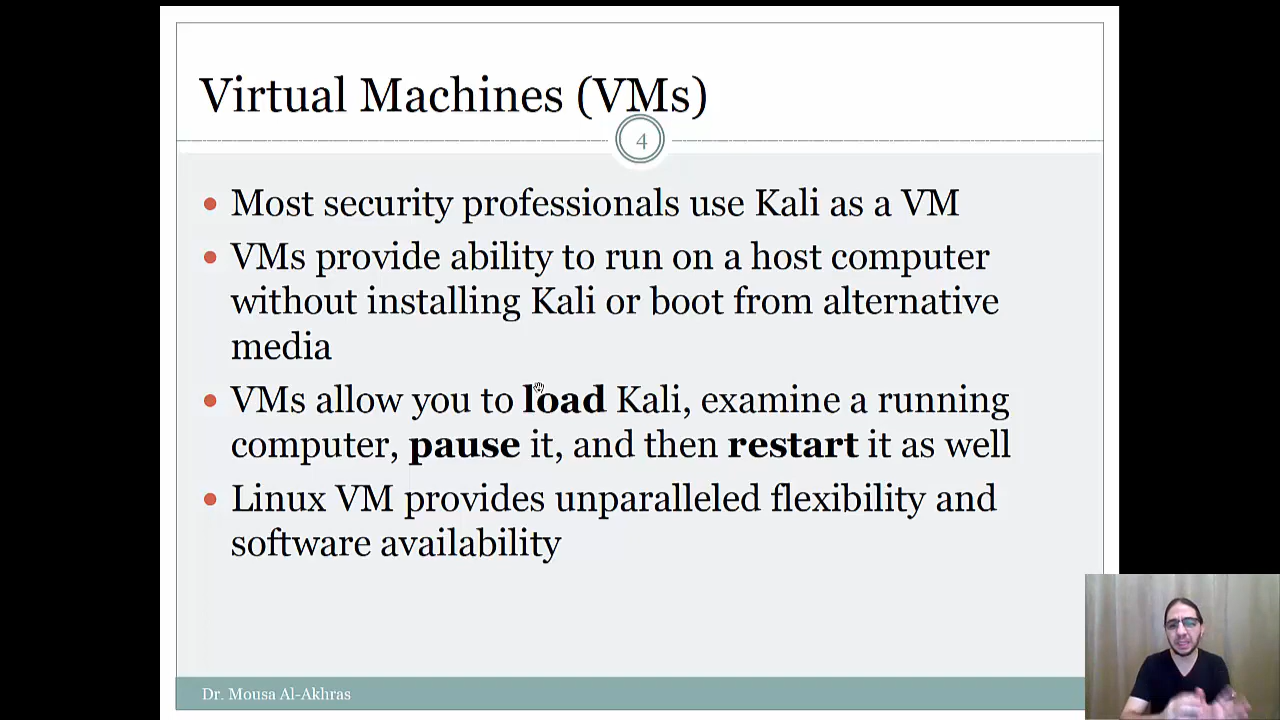 Virtual Machines (VMs)
4
• Most security professionals use Kali as a VM
• VMs provide ability to run on a host computer
without installing Kali or boot from alternative
media
• VMs allow you to load Kali, examine a running
computer, pause it, and then restart it as well
• Linux VM provides unparalleled flexibility and
software availability
Dr. Mousa Al-Akhras